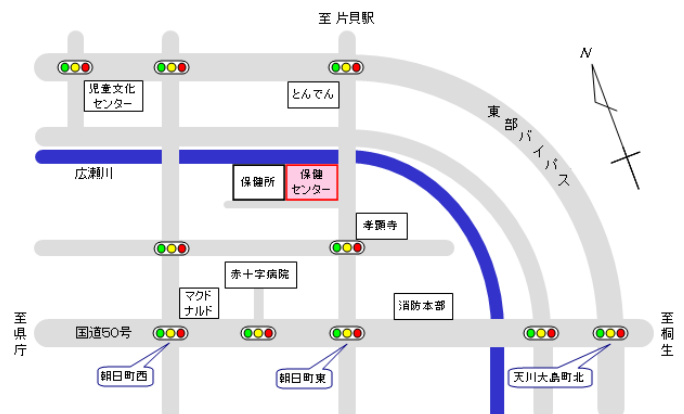 至 片貝駅
N
児童文化
センター
とんでん
東部バイパス
広瀬川
保健所
保健
センター
孝顕寺
赤十字病院
マクド
ナルド
消防本部
至県庁
国道50号
至桐生
朝日町西
朝日町東
天川大島町北